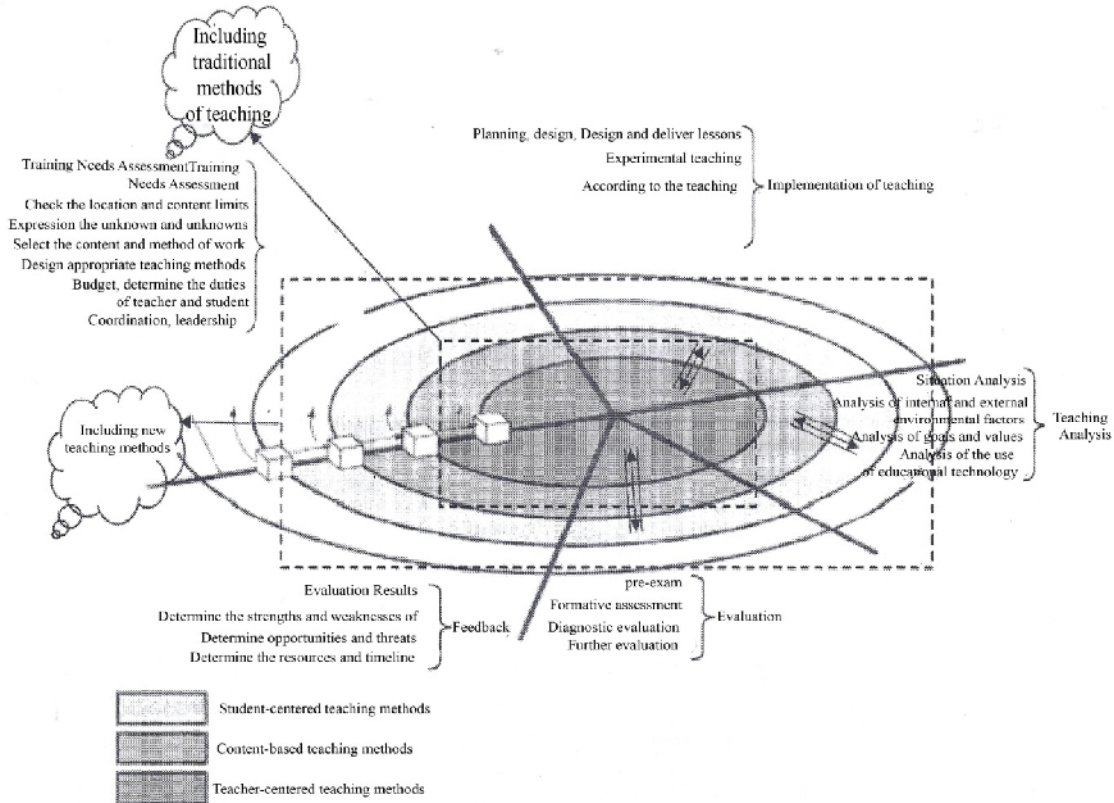 Including
traditional
methods
of teaching
Planning, design, Design and deliver lessons
Experimental teaching
According to the teaching
Implementation of teaching
Training Needs AssessmentTraining
Needs Assessment
Check the location and content limits
Expression the unknown and unknowns
Select the content and method of work
Design appropriate teaching methods
Budget, determine the duties
of teacher and student
Coordination, leadership
Including new
teaching methods
Situation Analysis
Analysis of internal and external
environmental factors
Analysis of goals and values
Analysis of the use
of educational technology
Teaching
Analysis
Evaluation Results
Determine the strengths and weaknesses of
Determine opportunities and threats
Determine the resources and timeline
Feedback
pre-exam
Formative assessment
Diagnostic evaluation
Further evaluation
Evaluation
Student-centered teaching methods
Content-based teaching methods
Teacher-centered teaching methods